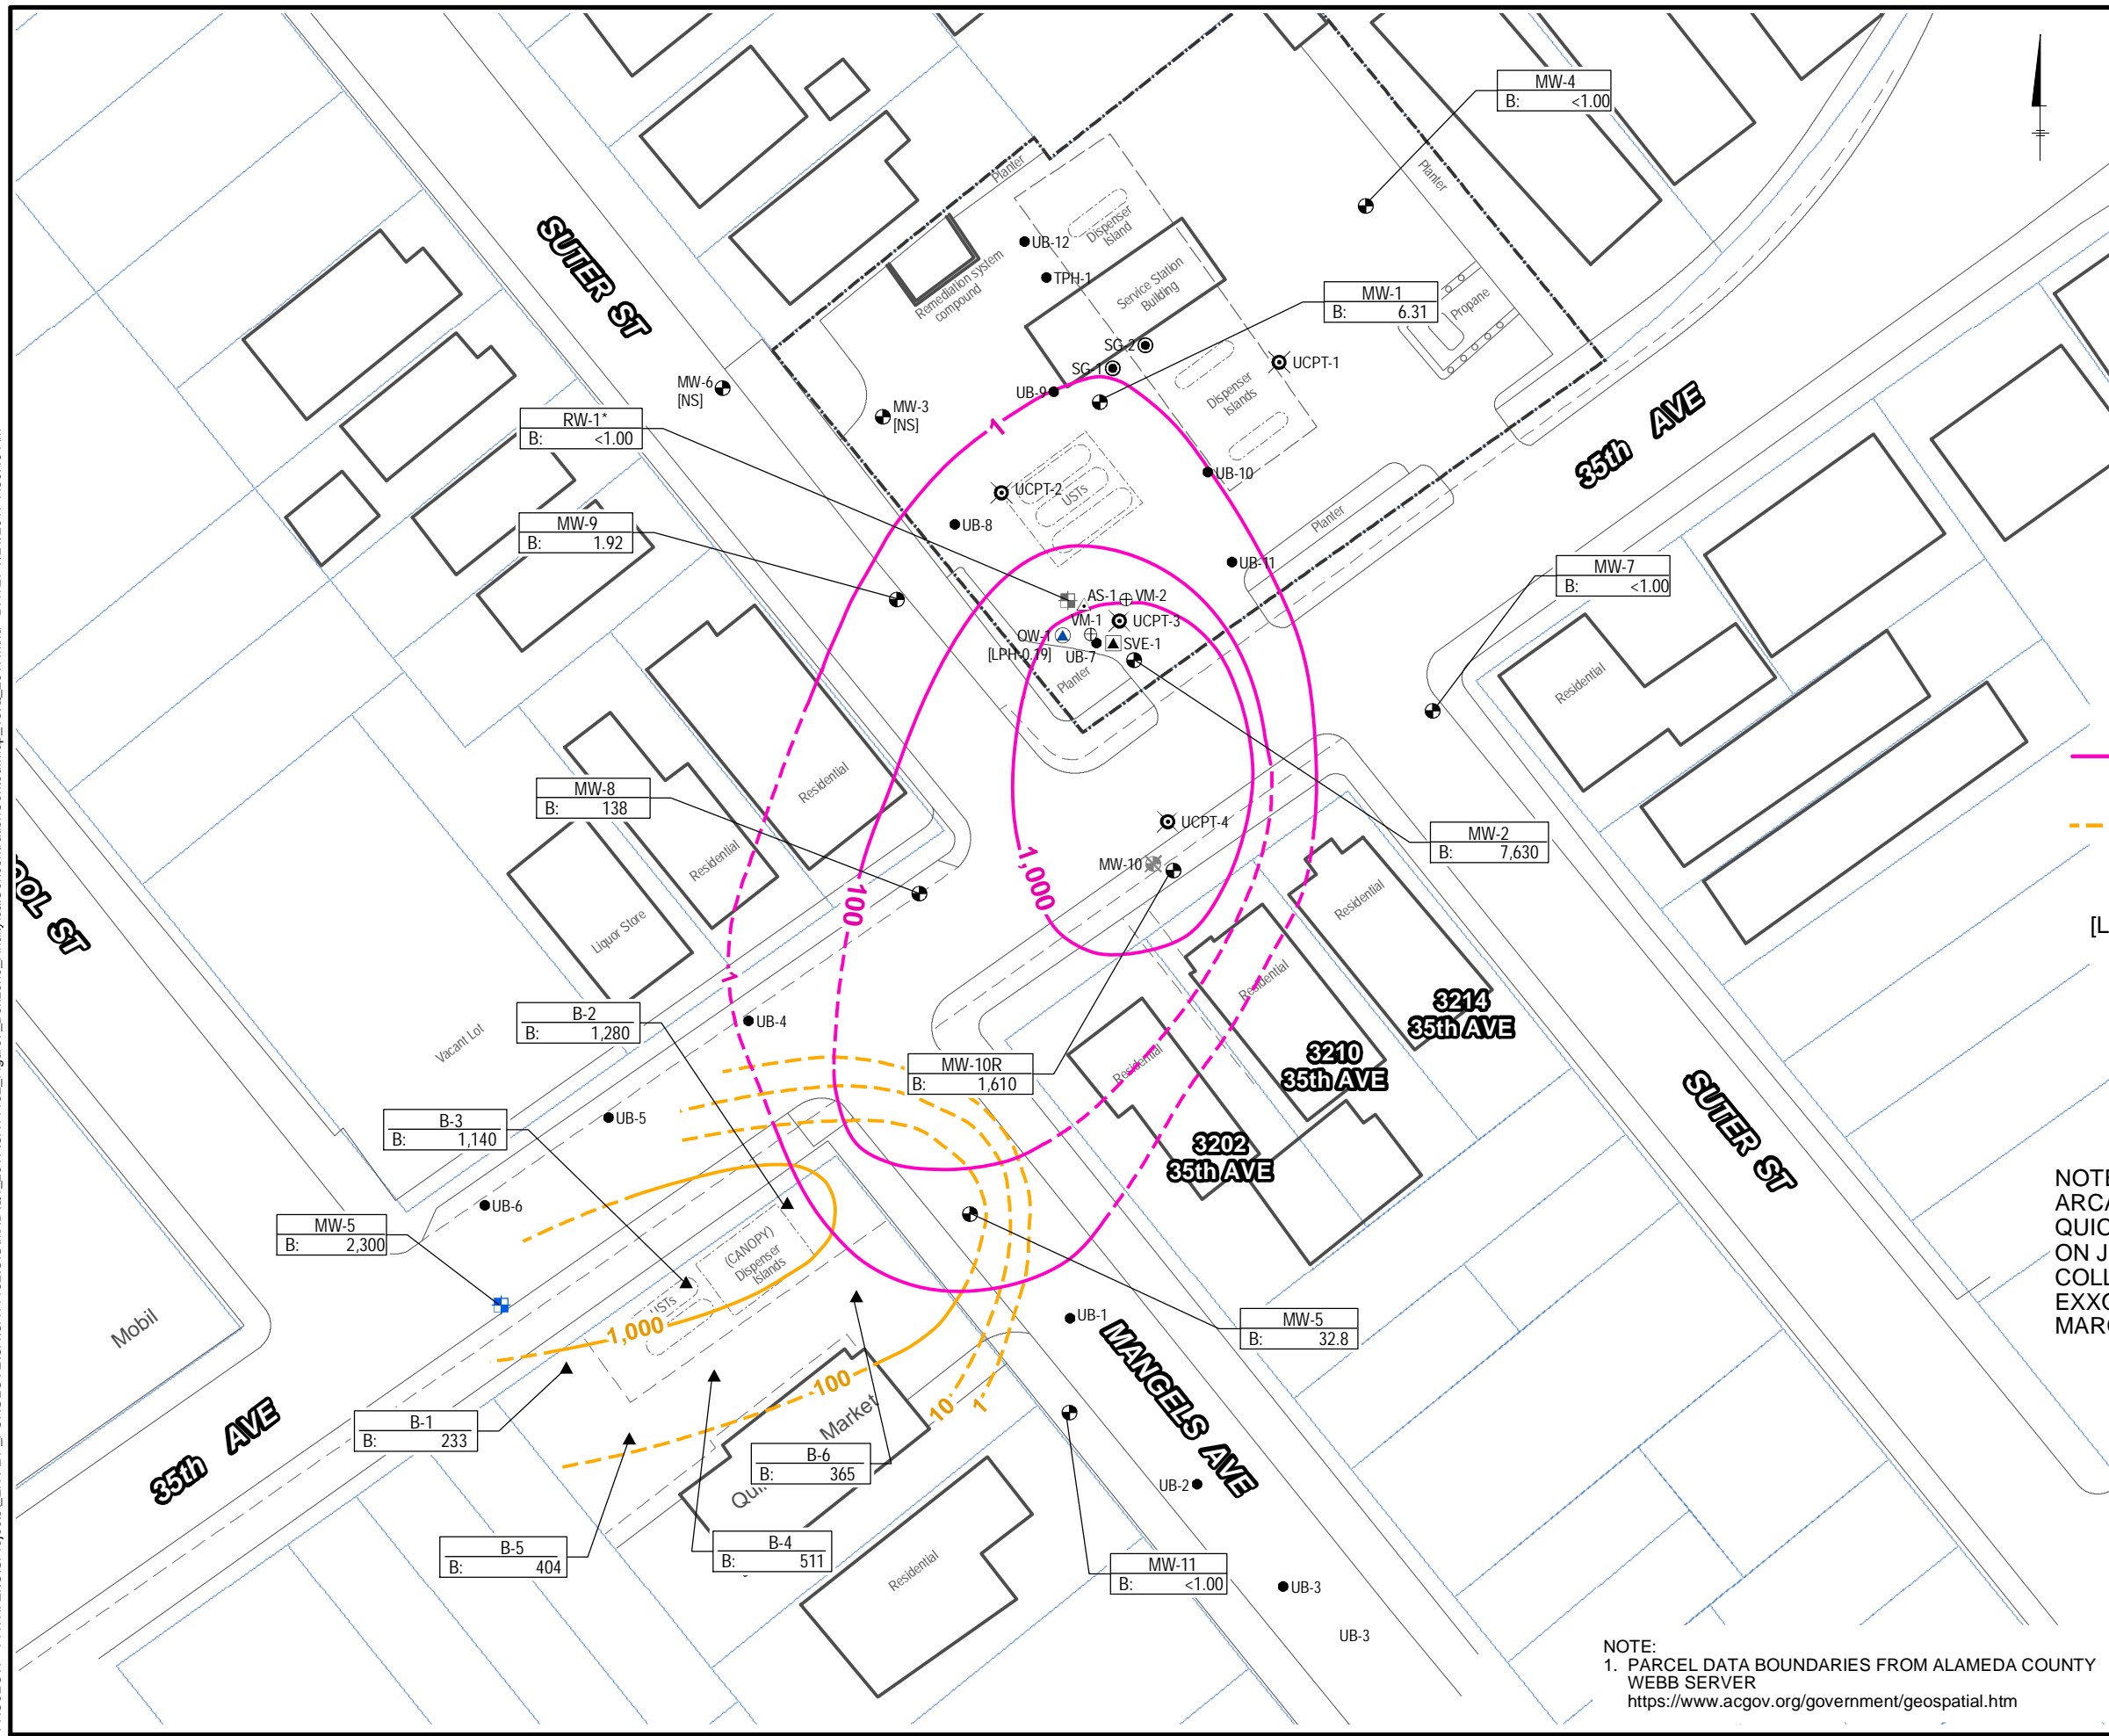 MW-4
B: <1.00
Planter
Planter
SUTER ST
UB-12
Dispenser
Island
TPH-1
Remediation system
compound
Service Station
Building
MW-1
B: 6.31
Propane
SG-2
SG-1
UCPT-1
MW-6
[NS]
UB-9
Dispenser
Islands
MW-3
[NS]
35th AVE
RW-1*
B: <1.00
1
UB-10
UCPT-2
USTs
Planter
UB-8
MW-9
B: 1.92
UB-11
MW-7
B: <1.00
AS-1
VM-2
VM-1
UCPT-3
OW-1
[LPH-0.19]
UB-7
SVE-1
Planter
Residential
Residential
MW-8
B: 138
UCPT-4
MW-2
B: 7,630
Residential
MW-10
1,000
Residential
100
OOL ST
Liquor Store
[L
Residential
1
3214
35th AVE
B-2
B: 1,280
UB-4
Vacant Lot
3210
35th AVE
Residential
MW-10R
B: 1,610
SUTER ST
B-3
B: 1,140
UB-5
3202
35th AVE
NOTE
ARCA
QUIC
ON J
COLL
EXXO
MARC
UB-6
MW-5
B: 2,300
(CANOPY)
Dispenser
Islands
USTs
Mobil
1,000
UB-1
MW-5
B: 32.8
MANGELS AVE
100
10
1
B-1
B: 233
35th AVE
Market
B-6
B: 365
UB-2
B-5
B: 404
B-4
B: 511
Residential
MW-11
B: <1.00
UB-3
UB-3
NOTE:
1. PARCEL DATA BOUNDARIES FROM ALAMEDA COUNTY
WEBB SERVER
https://www.acgov.org/government/geospatial.htm